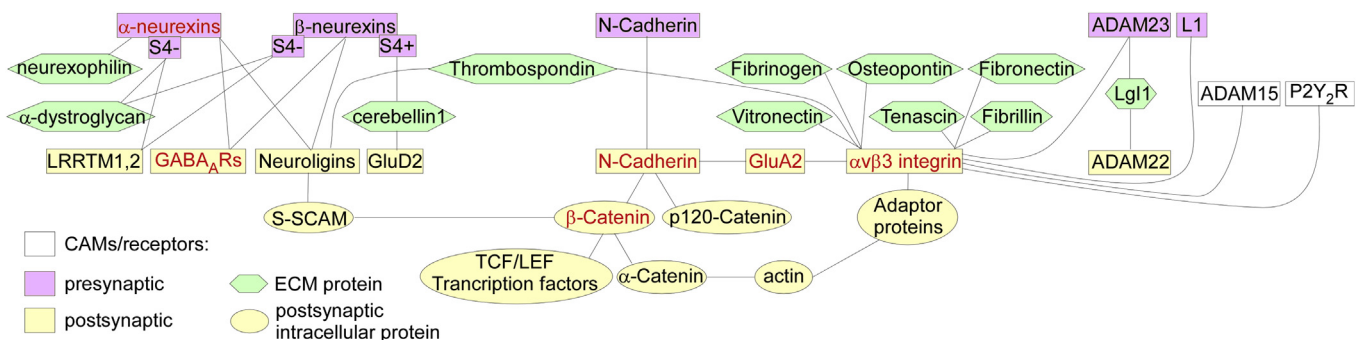 α-neurexins
β-neurexins
N-Cadherin
ADAM23
L1
S4-
S4-
S4+
neurexophilin
Thrombospondin
Fibrinogen
Osteopontin
Fibronectin
α-dystroglycan
cerebellin1
Vitronectin
Tenascin
Fibrillin
Lgl1
ADAM15
P2Y₂R
LRRTM1,2
GABA_ARs
Neuroligins
GluD2
N-Cadherin
GluA2
αvβ3 integrin
ADAM22
S-SCAM
β-Catenin
p120-Catenin
Adaptor
proteins
CAMs/receptors:
presynaptic
postsynaptic
ECM protein
postsynaptic
intracellular protein
TCF/LEF
Trancription factors
α-Catenin
actin